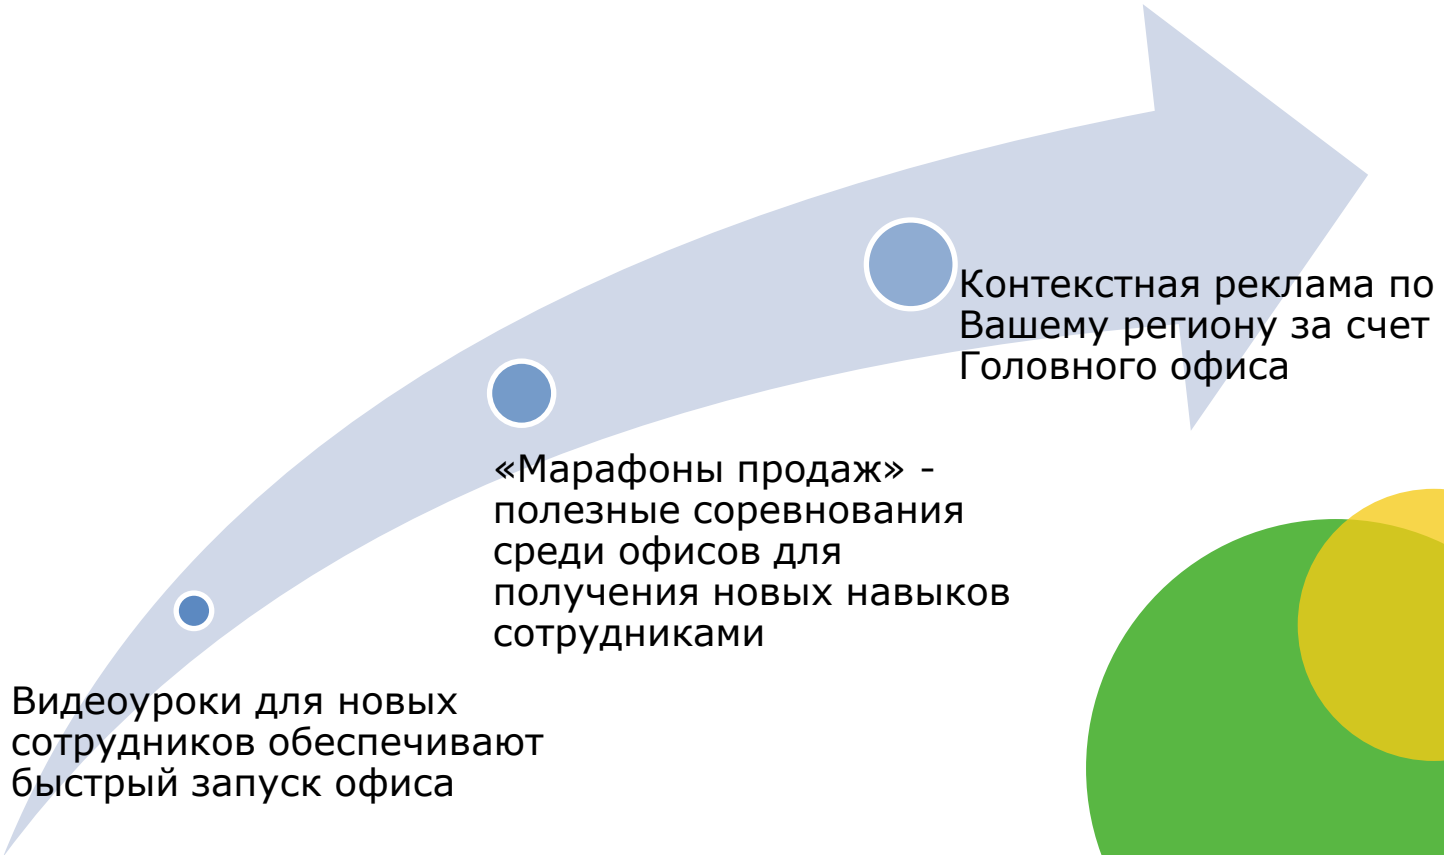 Контекстная реклама по
Вашему региону за счет
Головного офиса
«Марафоны продаж» -
полезные соревнования
среди офисов для
получения новых навыков
сотрудниками
Видеоуроки для новых
сотрудников обеспечивают
быстрый запуск офиса